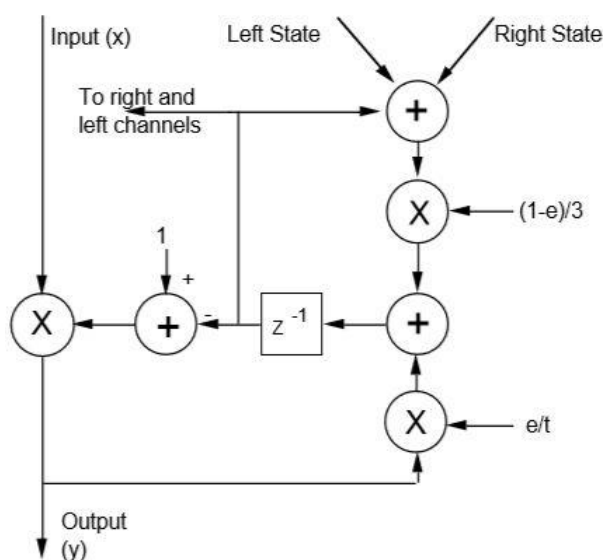 Input (x)
Left State
Right State
To right and
left channels
+
X
(1-e)/3
1
+
-
X
+
Z -1
+
X
e/t
Output
(y)